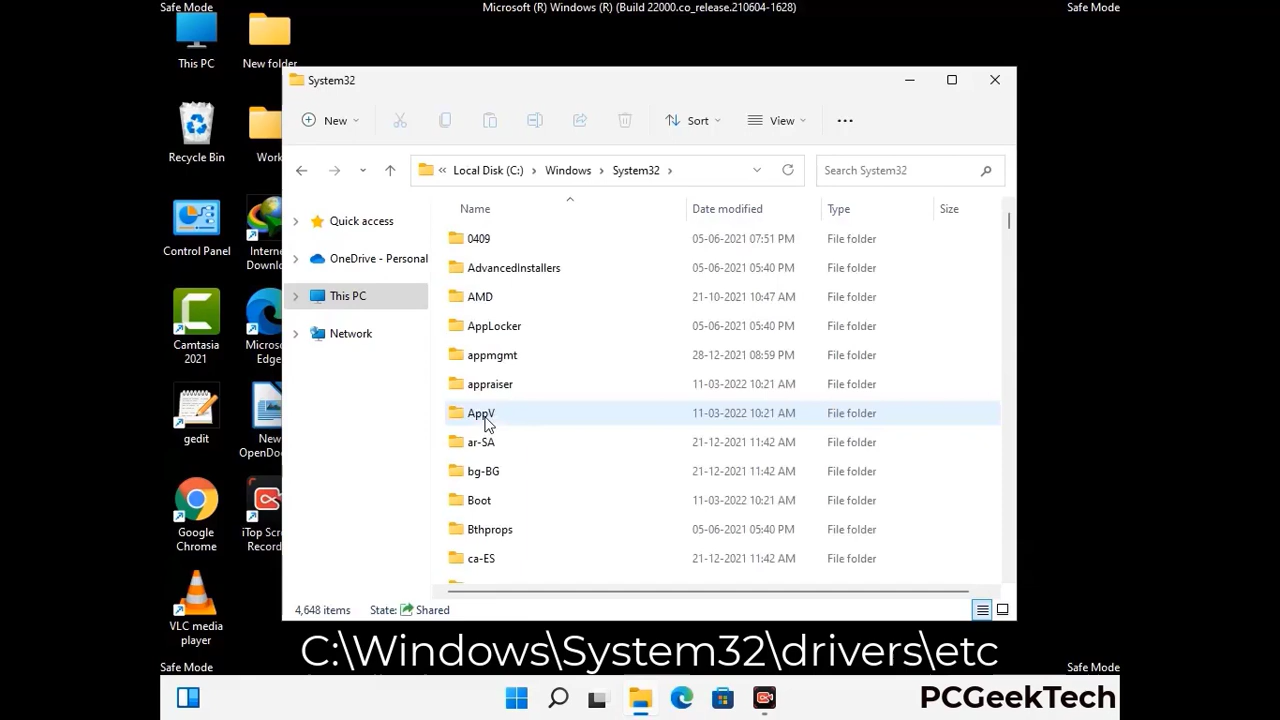 Safe Mode
Microsoft (R) Windows (R) (Build 22000.co_release.210604-1628)
Safe Mode
This PC
New folder
Recycle Bin
Work
Control Panel
Interne
Downlo
Camtasia
2021
Micros
Edge
gedit
New
OpenDo
Google
Chrome
iTop Scre
Record
VLC media
player
System32
New
Sort
View
Local Disk (C:)
Windows
System32
Search System32
Quick access
OneDrive - Personal
This PC
Network
Name Date modified Type Size
0409 05-06-2021 07:51 PM File folder
AdvancedInstallers 05-06-2021 05:40 PM File folder
AMD 21-10-2021 10:47 AM File folder
AppLocker 05-06-2021 05:40 PM File folder
appmgmt 28-12-2021 08:59 PM File folder
appraiser 11-03-2022 10:21 AM File folder
AppV 11-03-2022 10:21 AM File folder
ar-SA 21-12-2021 11:42 AM File folder
bg-BG 21-12-2021 11:42 AM File folder
Boot 11-03-2022 10:21 AM File folder
Bthprops 05-06-2021 05:40 PM File folder
ca-ES 21-12-2021 11:42 AM File folder
4,648 items State: Shared
C:\Windows\System32\drivers\etc
Safe Mode
Safe Mode
PCGeekTech